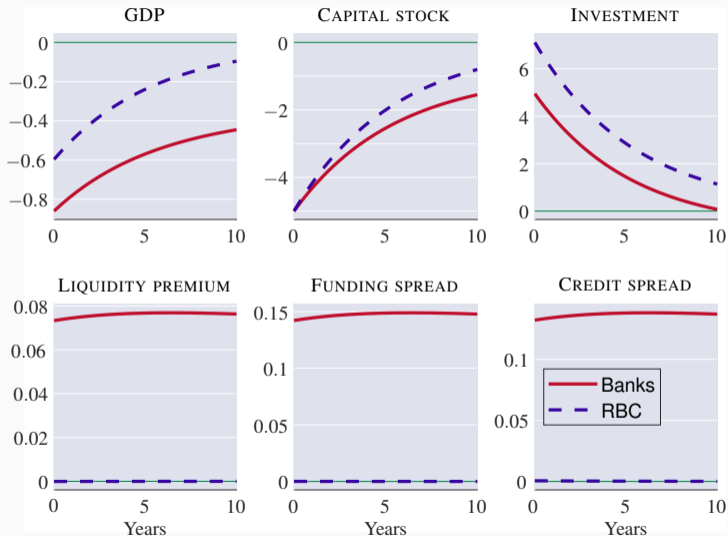 GDP CAPITAL STOCK INVESTMENT
0 0
−0.2 6
−0.4 −2 4
−0.6 2
−0.8 −4 0
0 5 10 0 5 10 0 5 10
LIQUIDITY PREMIUM FUNDING SPREAD CREDIT SPREAD
0.08 0.15
0.06 0.1 0.1
0.04 Banks
0.02 0.05 0.05 RBC
0 0 0
0 5 10 0 5 10 0 5 10
Years Years Years